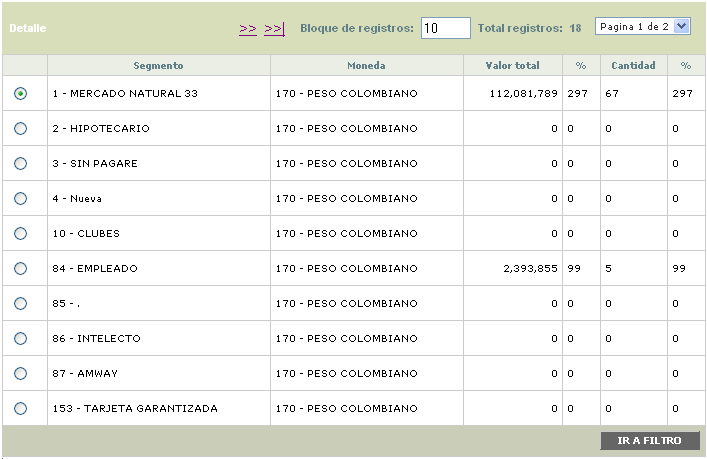 Detalle >> >>| Bloque de registros: 10 Total registros: 18 Pagina 1 de 2
Segmento Moneda Valor total % Cantidad %
1 - MERCADO NATURAL 33 170 - PESO COLOMBIANO 112,081,789 297 67 297
2 - HIPOTECARIO 170 - PESO COLOMBIANO 0 0 0 0
3 - SIN PAGARE 170 - PESO COLOMBIANO 0 0 0 0
4 - Nueva 170 - PESO COLOMBIANO 0 0 0 0
10 - CLUBES 170 - PESO COLOMBIANO 0 0 0 0
84 - EMPLEADO 170 - PESO COLOMBIANO 2,393,855 99 5 99
85 - . 170 - PESO COLOMBIANO 0 0 0 0
86 - INTELECTO 170 - PESO COLOMBIANO 0 0 0 0
87 - AMWAY 170 - PESO COLOMBIANO 0 0 0 0
153 - TARJETA GARANTIZADA 170 - PESO COLOMBIANO 0 0 0 0
IR A FILTRO